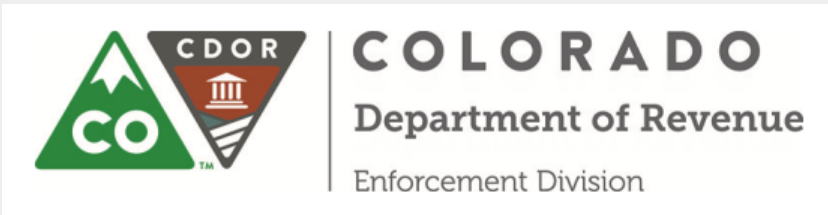 CDOR
CO
TM
COLORADO
Department of Revenue
Enforcement Division